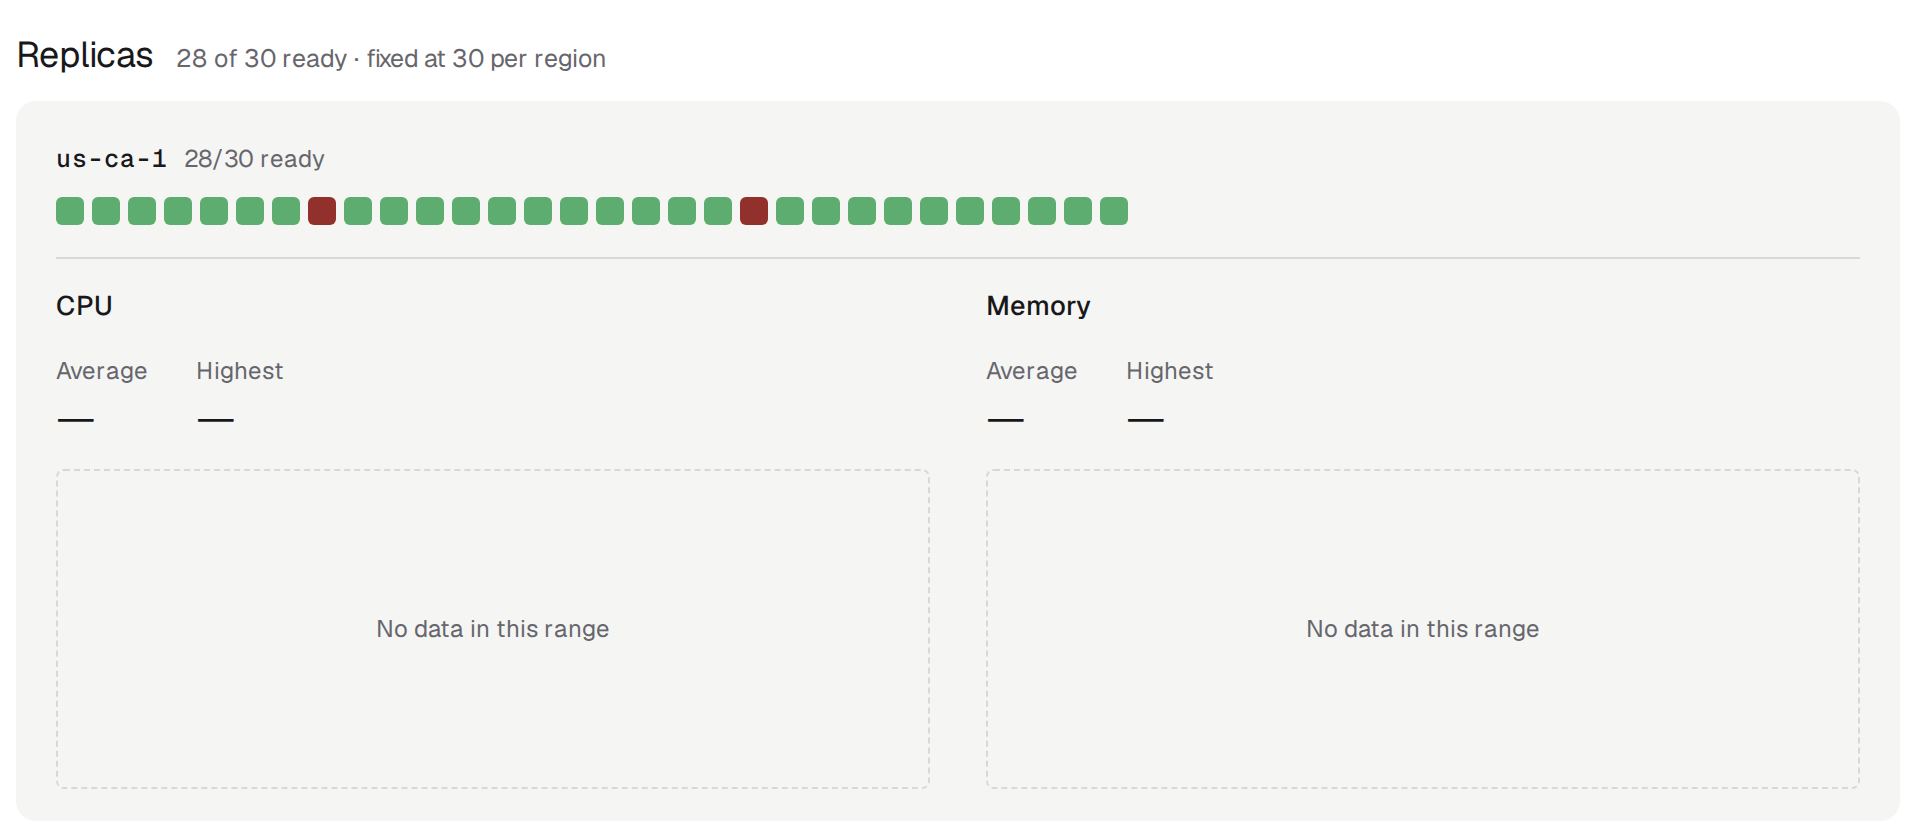 Replicas 28 of 30 ready · fixed at 30 per region
us-ca-1 28/30 ready
CPU
Memory
Average Highest
— —
Average Highest
— —
No data in this range
No data in this range